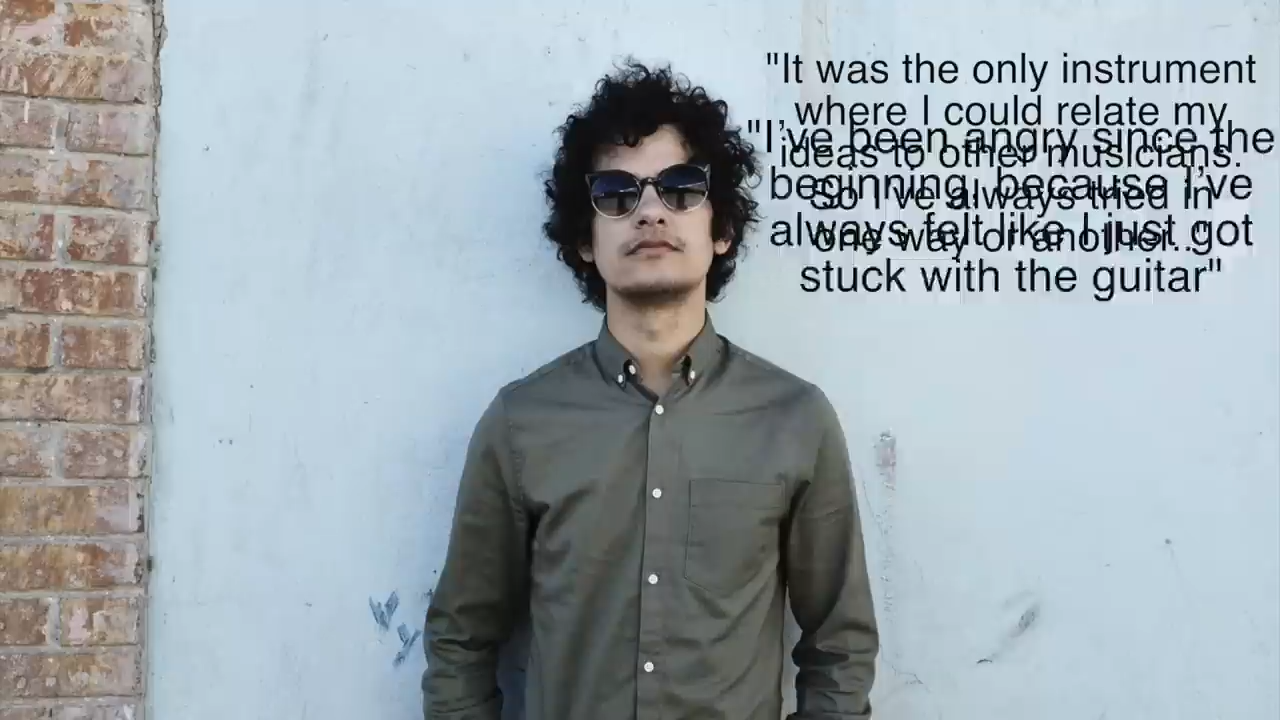 "It was the only instrument
where I could relate my
ideas to other musicians.
So I've always tried in
one way or another..."
"I've been angry since the
beginning, because I've
always felt like I just got
stuck with the guitar"